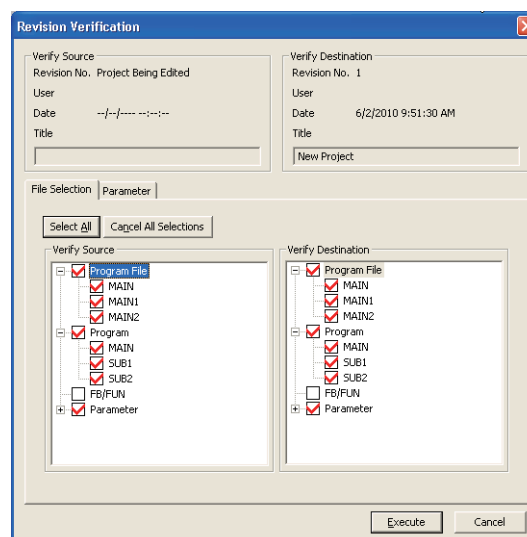 Revision Verification
Verify Source
Revision No. Project Being Edited
User
Date --/--/---- --:--:--
Title
Verify Destination
Revision No. 1
User
Date 6/2/2010 9:51:30 AM
Title
New Project
File Selection Parameter
Select All Cancel All Selections
Verify Source
Program File
MAIN
MAIN1
MAIN2
Program
MAIN
SUB1
SUB2
FB/FUN
Parameter
Verify Destination
Program File
MAIN
MAIN1
MAIN2
Program
MAIN
SUB1
SUB2
FB/FUN
Parameter
Execute Cancel